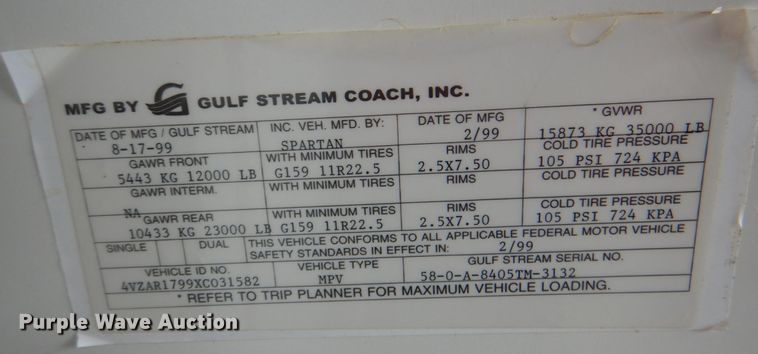 MFG BY GULF STREAM COACH, INC.
DATE OF MFG / GULF STREAM INC. VEH. MFD. BY: DATE OF MFG *GVWR
8-17-99 SPARTAN 2/99 15873 KG 35000 LB
GAWR FRONT WITH MINIMUM TIRES RIMS COLD TIRE PRESSURE
5443 KG 12000 LB G159 11R22.5 2.5X7.50 105 PSI 724 KPA
GAWR INTERM. WITH MINIMUM TIRES RIMS COLD TIRE PRESSURE
NA
GAWR REAR WITH MINIMUM TIRES RIMS COLD TIRE PRESSURE
10433 KG 23000 LB G159 11R22.5 2.5X7.50 105 PSI 724 KPA
SINGLE DUAL THIS VEHICLE CONFORMS TO ALL APPLICABLE FEDERAL MOTOR VEHICLE
SAFETY STANDARDS IN EFFECT IN: 2/99
VEHICLE ID NO. VEHICLE TYPE GULF STREAM SERIAL NO.
4VZAR1799XC031582 MPV 58-0-A-8405TM-3132
* REFER TO TRIP PLANNER FOR MAXIMUM VEHICLE LOADING.
Purple Wave Auction